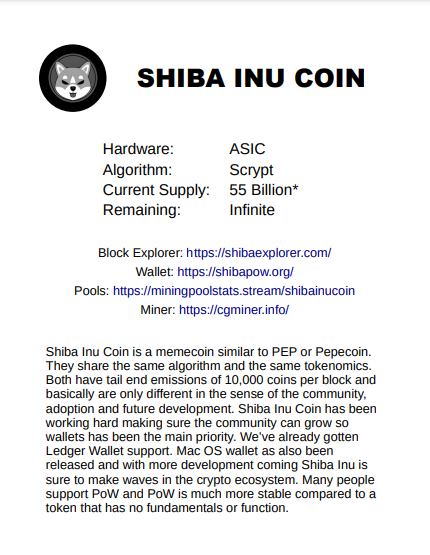 SHIBA INU COIN
Hardware: ASIC
Algorithm: Scrypt
Current Supply: 55 Billion*
Remaining: Infinite
Block Explorer: https://shibaexplorer.com/
Wallet: https://shibapow.org/
Pools: https://miningpoolstats.stream/shibainucoin
Miner: https://cgminer.info/
Shiba Inu Coin is a memecoin similar to PEP or Pepecoin.
They share the same algorithm and the same tokenomics.
Both have tail end emissions of 10,000 coins per block and
basically are only different in the sense of the community,
adoption and future development. Shiba Inu Coin has been
working hard making sure the community can grow so
wallets has been the main priority. We’ve already gotten
Ledger Wallet support. Mac OS wallet as also been
released and with more development coming Shiba Inu is
sure to make waves in the crypto ecosystem. Many people
support PoW and PoW is much more stable compared to a
token that has no fundamentals or function.